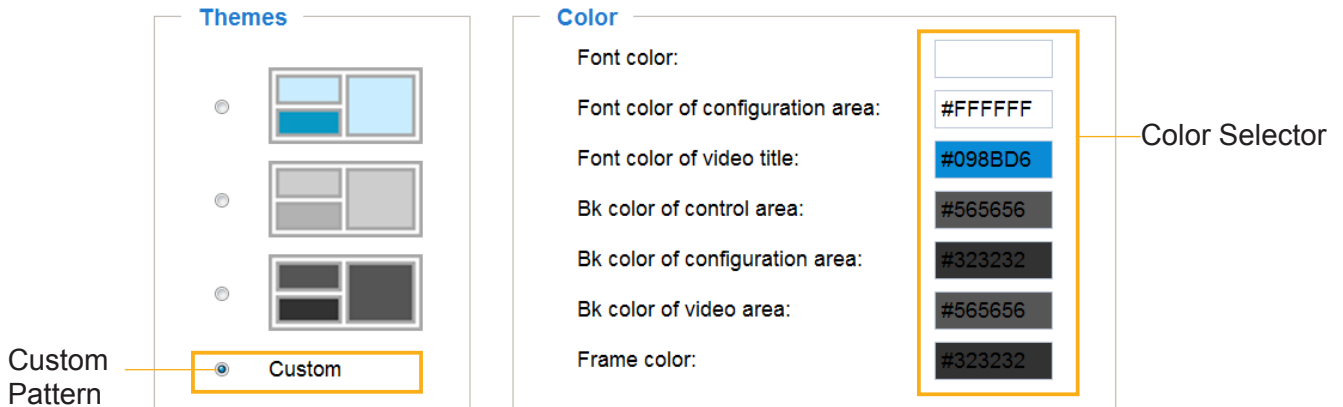 Themes
Custom
Custom
Pattern
Color
Font color:
Font color of configuration area: #FFFFFF
Font color of video title: #098BD6
Bk color of control area: #565656
Bk color of configuration area: #323232
Bk color of video area: #565656
Frame color: #323232
Color Selector